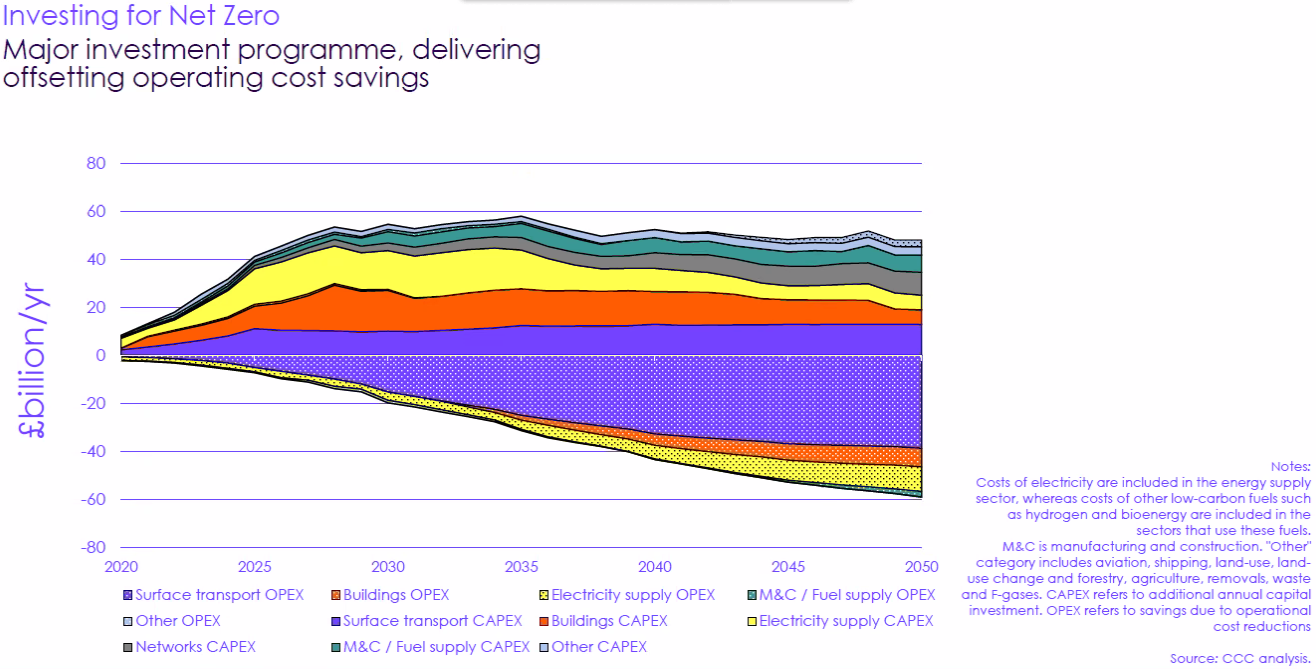 Investing for Net Zero
Major investment programme, delivering
offsetting operating cost savings
£billion/yr
80
60
40
20
0
-20
-40
-60
-80
2020 2025 2030 2035 2040 2045 2050
Surface transport OPEX Buildings OPEX Electricity supply OPEX M&C / Fuel supply OPEX
Other OPEX Surface transport CAPEX Buildings CAPEX Electricity supply CAPEX
Networks CAPEX M&C / Fuel supply CAPEX Other CAPEX
Notes:
Costs of electricity are included in the energy supply
sector, whereas costs of other low-carbon fuels such
as hydrogen and bioenergy are included in the
sectors that use these fuels.
M&C is manufacturing and construction. "Other"
category includes aviation, shipping, land-use, land-
use change and forestry, agriculture, removals, waste
and F-gases. CAPEX refers to additional annual capital
investment. OPEX refers to savings due to operational
cost reductions
Source: CCC analysis.